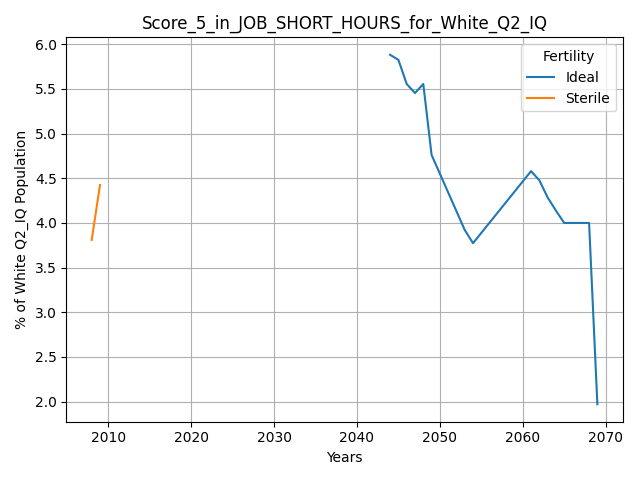 Score_5_in_JOB_SHORT_HOURS_for_White_Q2_IQ
% of White Q2_IQ Population
6.0
5.5
5.0
4.5
4.0
3.5
3.0
2.5
2.0
Fertility
Ideal
Sterile
2010 2020 2030 2040 2050 2060 2070
Years